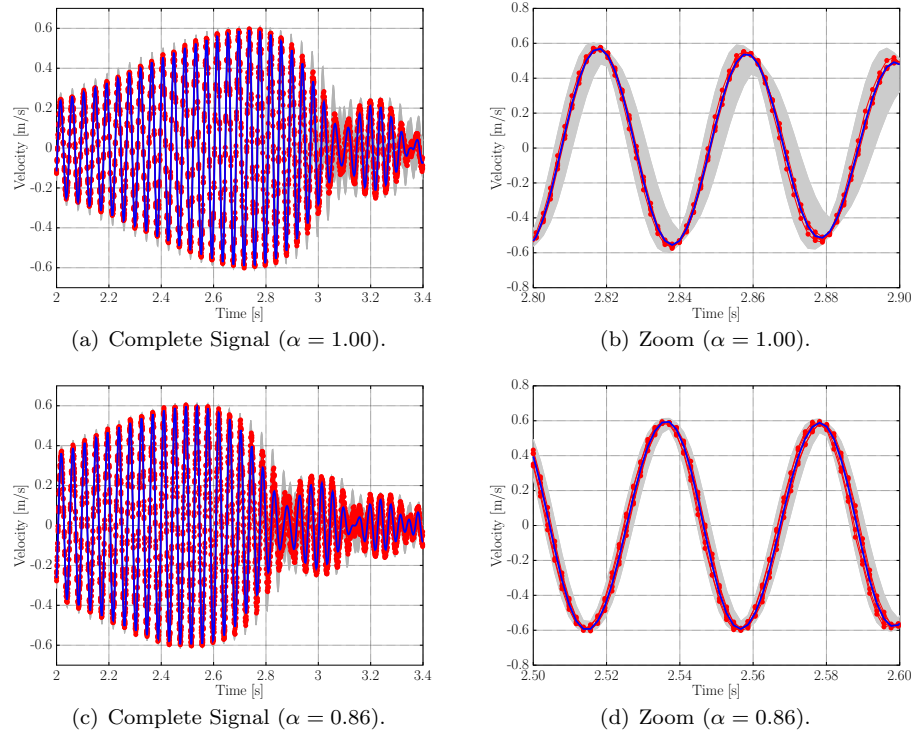 0.6
0.4
0.2
0
-0.2
-0.4
-0.6
Velocity [m/s]
2 2.2 2.4 2.6 2.8 3 3.2 3.4
Time [s]
(a) Complete Signal (α = 1.00).
0.8
0.6
0.4
0.2
0
-0.2
-0.4
-0.6
-0.8
Velocity [m/s]
2.80 2.82 2.84 2.86 2.88 2.90
Time [s]
(b) Zoom (α = 1.00).
0.6
0.4
0.2
0
-0.2
-0.4
-0.6
Velocity [m/s]
2 2.2 2.4 2.6 2.8 3 3.2 3.4
Time [s]
(c) Complete Signal (α = 0.86).
0.8
0.6
0.4
0.2
0
-0.2
-0.4
-0.6
-0.8
Velocity [m/s]
2.50 2.52 2.54 2.56 2.58 2.60
Time [s]
(d) Zoom (α = 0.86).